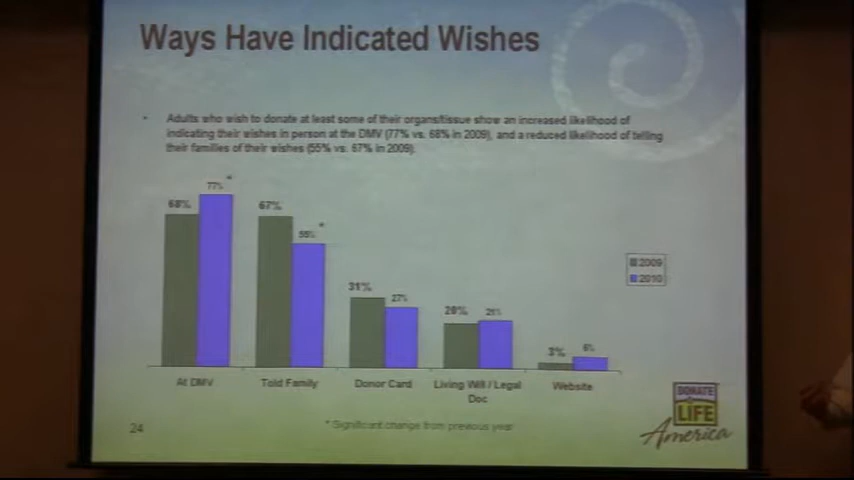 Ways Have Indicated Wishes
• Adults who wish to donate at least some of their organs/tissue show an increased likelihood of
indicating their wishes in person at the DMV (77% vs. 68% in 2009), and a reduced likelihood of telling
their families of their wishes (55% vs. 67% in 2009).
68% 77% *
67% 55% *
31% 27%
20% 21%
3% 6%
2009
2010
At DMV
Told Family
Donor Card
Living Will / Legal
Doc
Website
24
* Significant change from previous year
DONATE
LIFE
America